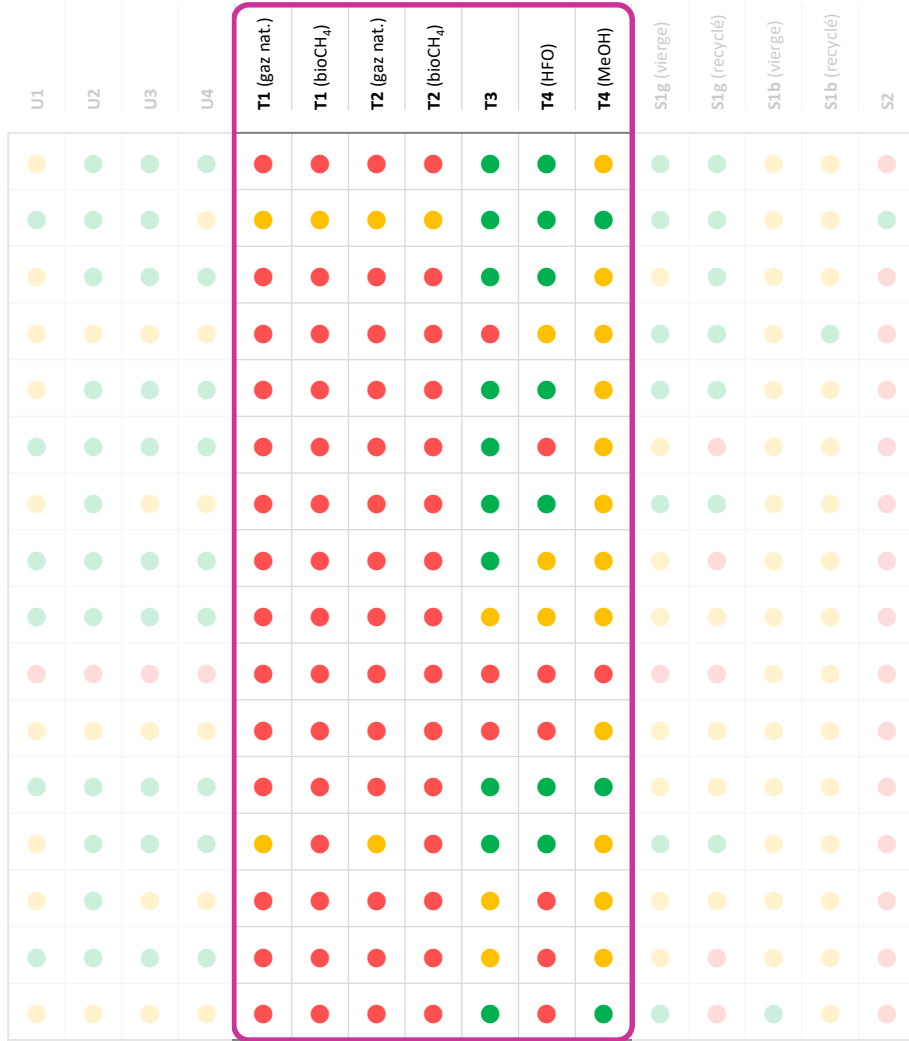 U1
U2
U3
U4
T1 (gaz nat.)
T1 (bioCH₄)
T2 (gaz nat.)
T2 (bioCH₄)
T3
T4 (HFO)
T4 (MeOH)
S1g (vierge)
S1g (recyclé)
S1b (vierge)
S1b (recyclé)
S2